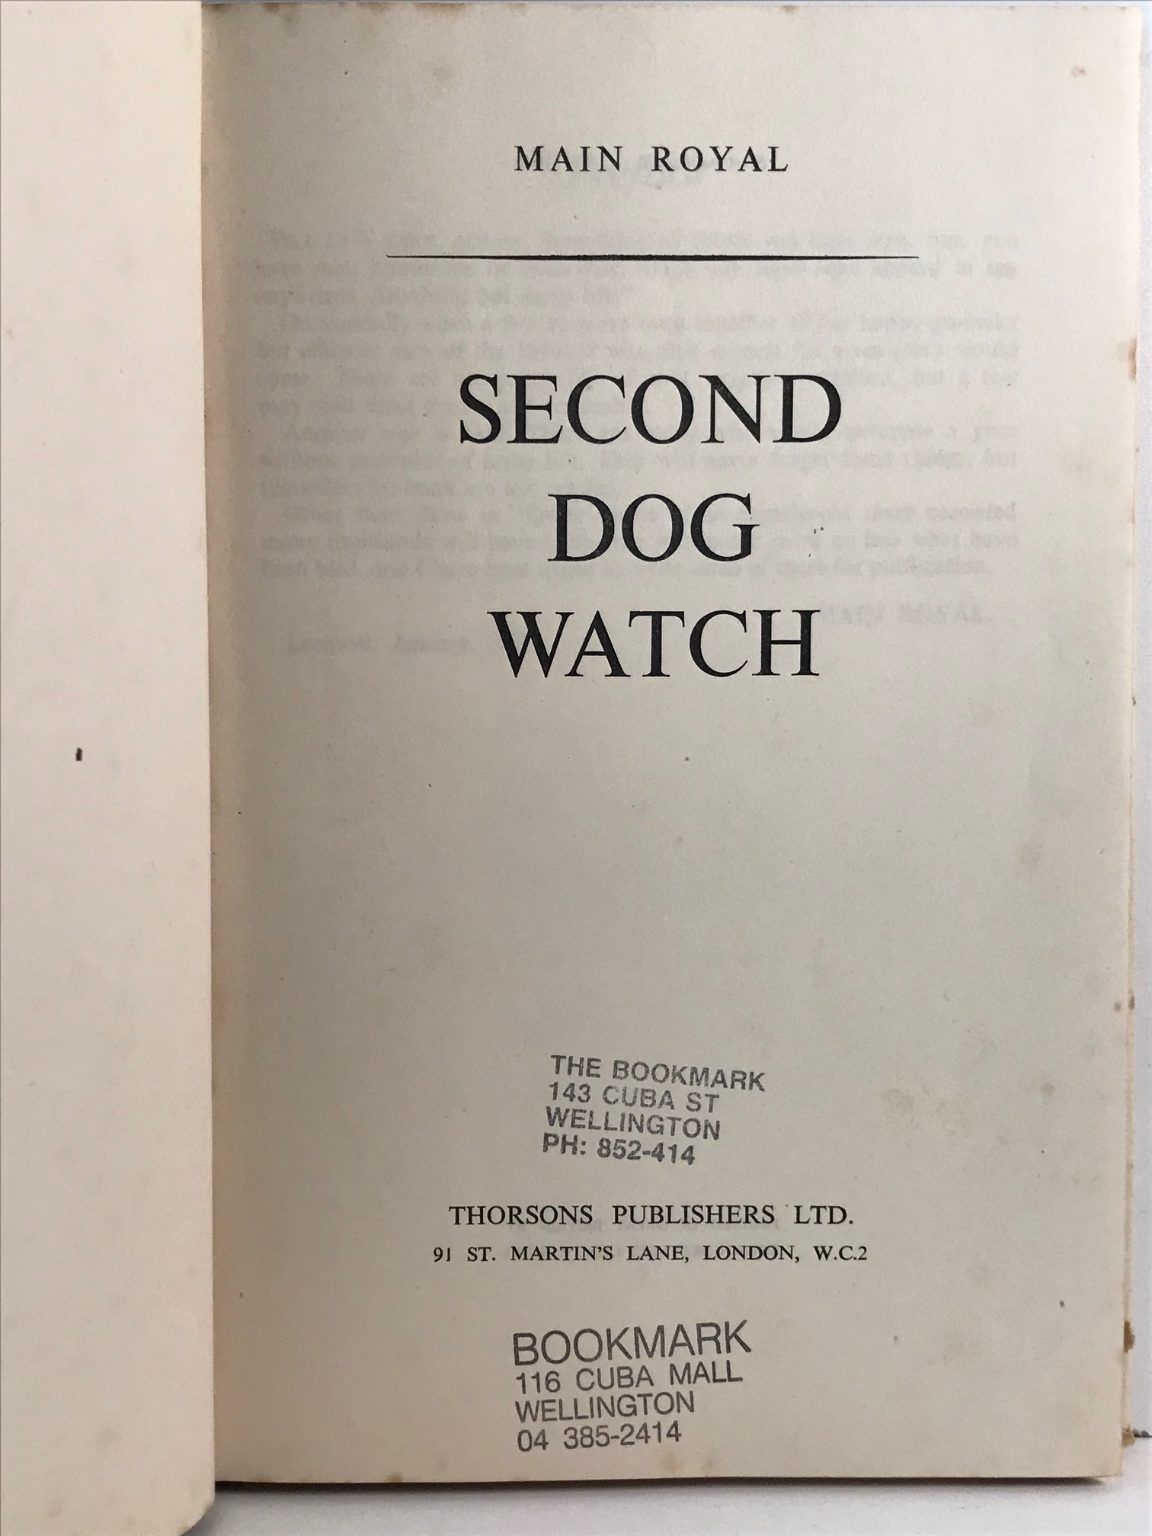 MAIN ROYAL
SECOND
DOG
WATCH
THE BOOKMARK
143 CUBA ST
WELLINGTON
PH: 852-414
THORSONS PUBLISHERS LTD.
91 ST. MARTIN'S LANE, LONDON, W.C.2
BOOKMARK
116 CUBA MALL
WELLINGTON
04 385-2414